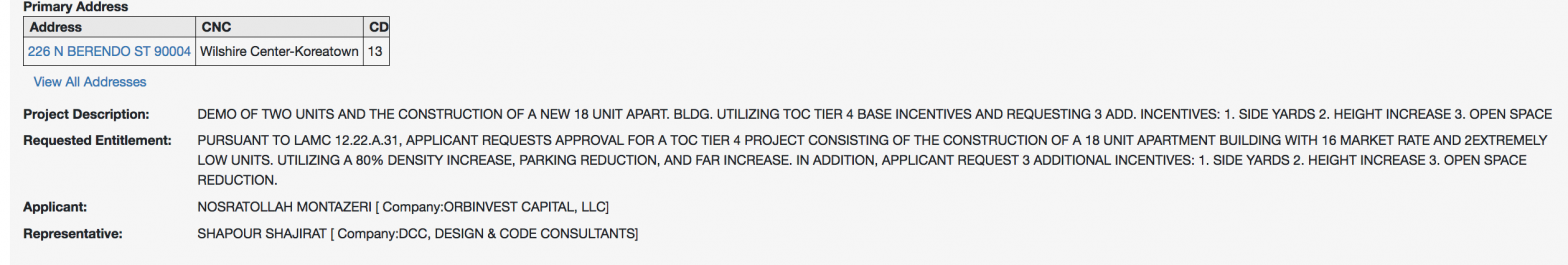 Primary Address
Address CNC CD
226 N BERENDO ST 90004 Wilshire Center-Koreatown 13
View All Addresses
Project Description: DEMO OF TWO UNITS AND THE CONSTRUCTION OF A NEW 18 UNIT APART. BLDG. UTILIZING TOC TIER 4 BASE INCENTIVES AND REQUESTING 3 ADD. INCENTIVES: 1. SIDE YARDS 2. HEIGHT INCREASE 3. OPEN SPACE
Requested Entitlement: PURSUANT TO LAMC 12.22.A.31, APPLICANT REQUESTS APPROVAL FOR A TOC TIER 4 PROJECT CONSISTING OF THE CONSTRUCTION OF A 18 UNIT APARTMENT BUILDING WITH 16 MARKET RATE AND 2EXTREMELY
LOW UNITS. UTILIZING A 80% DENSITY INCREASE, PARKING REDUCTION, AND FAR INCREASE. IN ADDITION, APPLICANT REQUEST 3 ADDITIONAL INCENTIVES: 1. SIDE YARDS 2. HEIGHT INCREASE 3. OPEN SPACE
REDUCTION.
Applicant: NOSRATOLLAH MONTAZERI [ Company:ORBINVEST CAPITAL, LLC]
Representative: SHAPOUR SHAJIRAT [ Company:DCC, DESIGN & CODE CONSULTANTS]